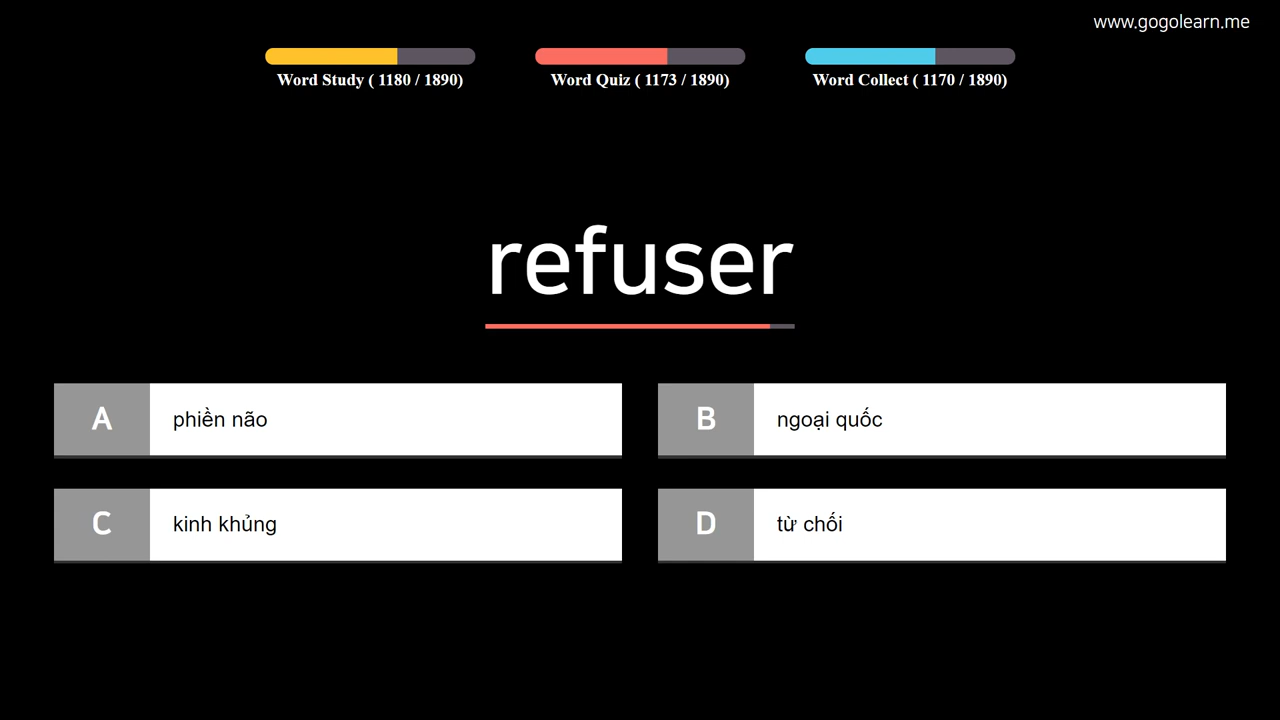 www.gogolearn.me
Word Study ( 1180 / 1890)
Word Quiz ( 1173 / 1890)
Word Collect ( 1170 / 1890)
refuser
A phiền não
B ngoại quốc
C kinh khủng
D từ chối